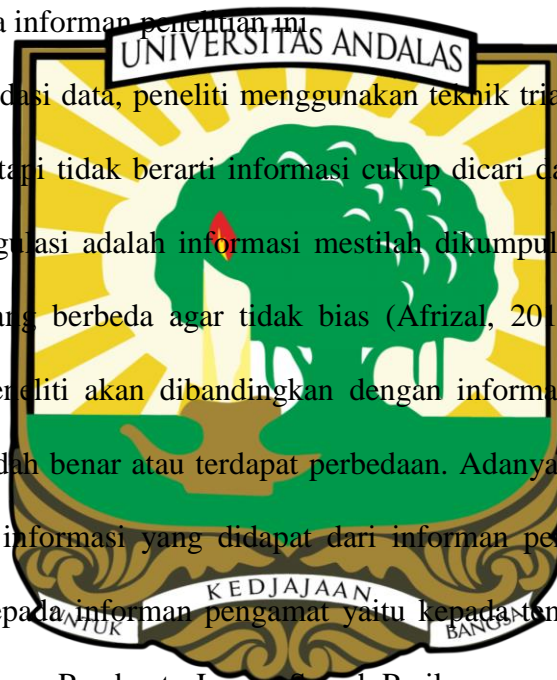 a informan penelitian ini
UNIVERSITAS ANDALAS
dasi data, peneliti menggunakan teknik tria
tapi tidak berarti informasi cukup dicari da
gulasi adalah informasi mestilah dikumpul
ang berbeda agar tidak bias (Afrizal, 201
eneliti akan dibandingkan dengan informa
dah benar atau terdapat perbedaan. Adanya
informasi yang didapat dari informan pe
KEDJAJAAN
epada informan pengamat yaitu kepada tem
UNTUK BANGSA